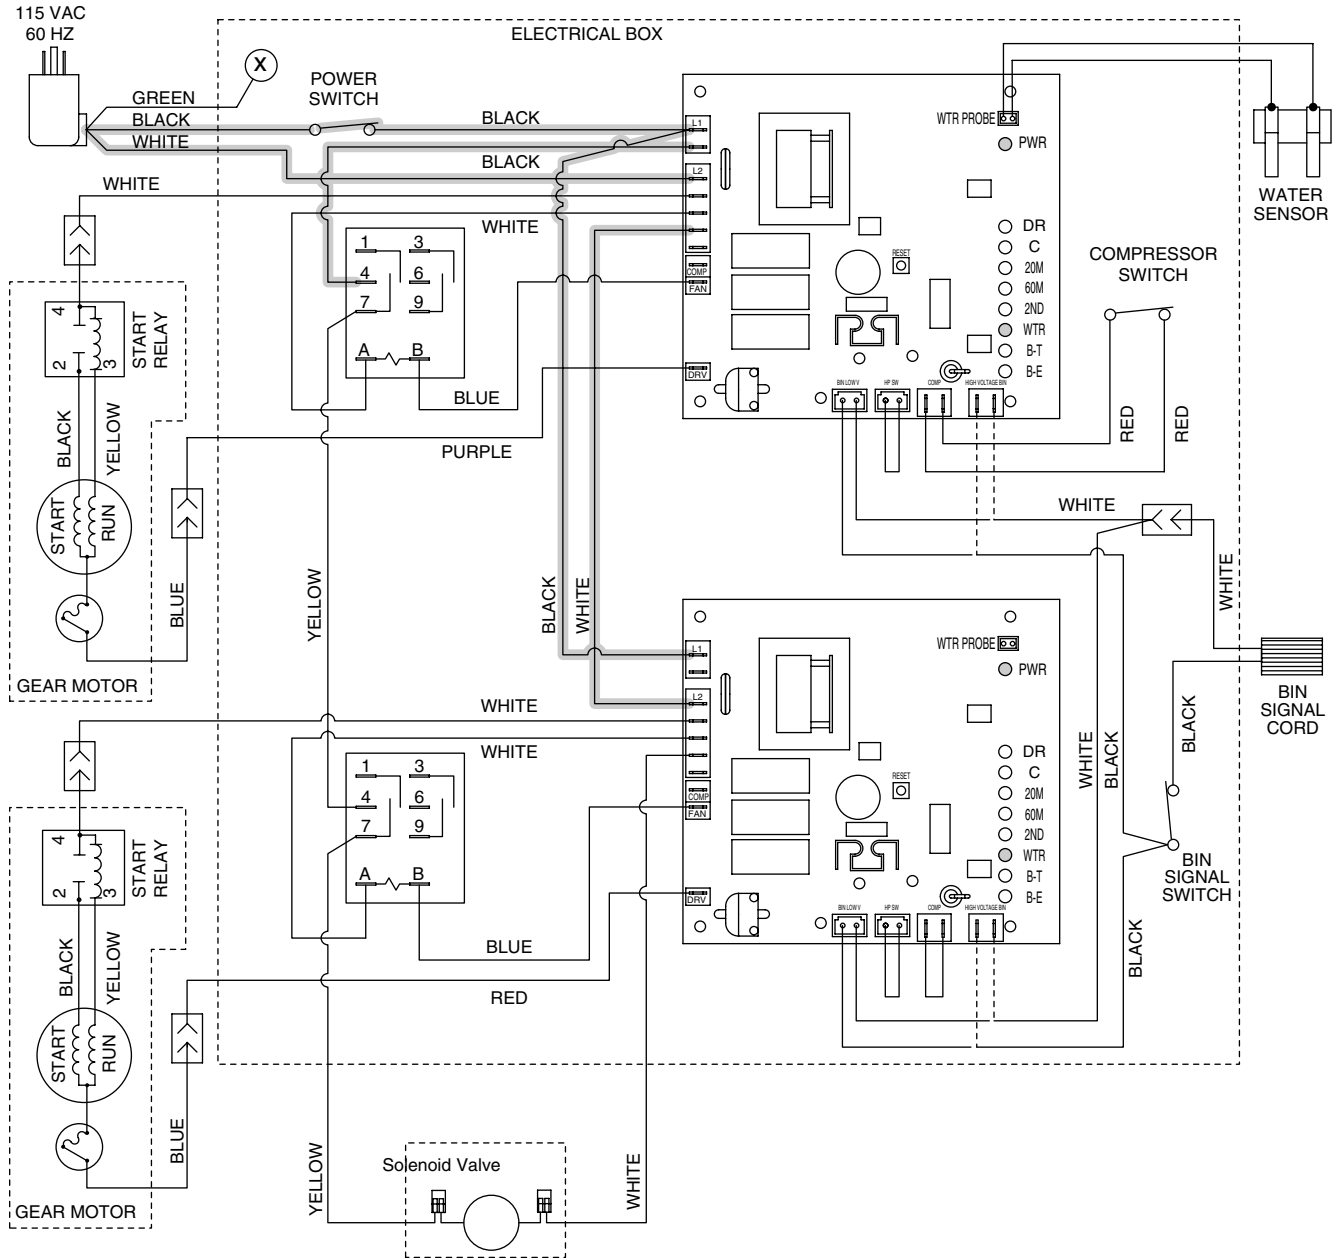 115 VAC
60 HZ
ELECTRICAL BOX
X
POWER
SWITCH
GREEN
BLACK
WHITE
BLACK
BLACK
WHITE
WHITE
L1
L2
COMP
FAN
DRV
WTR PROBE
PWR
RESET
DR
C
20M
60M
2ND
WTR
B-T
B-E
BIN LOW V
HP SW
COMP
HIGH VOLTAGE BIN
WATER
SENSOR
COMPRESSOR
SWITCH
RED
RED
1
3
4
6
7
9
A
B
BLUE
PURPLE
4
2
3
START
RELAY
BLACK
YELLOW
START
RUN
BLUE
GEAR MOTOR
YELLOW
BLACK
WHITE
WHITE
WHITE
BIN
SIGNAL
CORD
BLACK
WHITE
BLACK
BIN
SIGNAL
SWITCH
BLACK
L1
L2
COMP
FAN
DRV
WTR PROBE
PWR
RESET
DR
C
20M
60M
2ND
WTR
B-T
B-E
BIN LOW V
HP SW
COMP
HIGH VOLTAGE BIN
WHITE
WHITE
1
3
4
6
7
9
A
B
BLUE
RED
4
2
3
START
RELAY
BLACK
YELLOW
START
RUN
BLUE
GEAR MOTOR
YELLOW
Solenoid Valve
WHITE